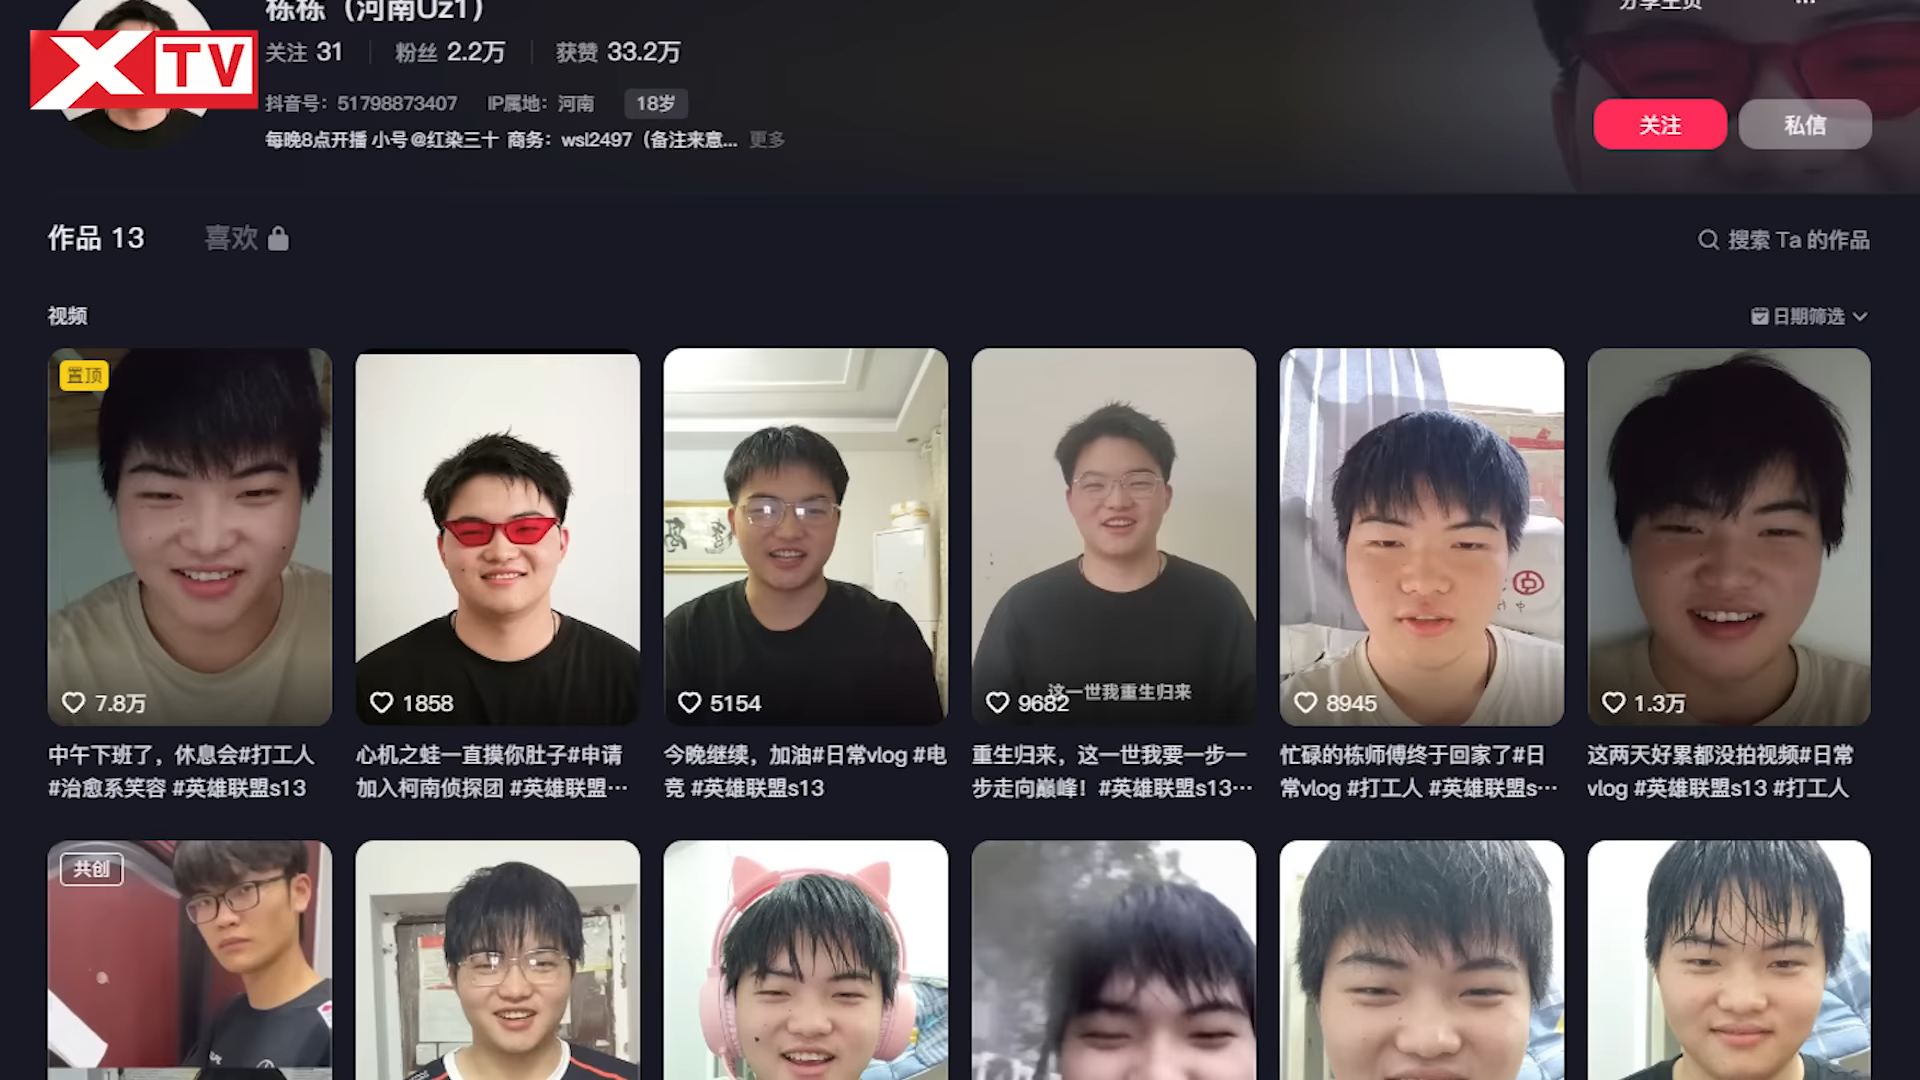 栋栋（河南Uz1）
分享主页
XTV
关注 31 粉丝 2.2万 获赞 33.2万
抖音号：51798873407 IP属地：河南 18岁
每晚8点开播 小号@红染三十 商务：wsl2497（备注来意... 更多
关注 私信
作品 13 喜欢
搜索 Ta 的作品
视频
日期筛选
置顶
这一世我重生归来
7.8万
1858
5154
9682
8945
1.3万
中午下班了，休息会#打工人
#治愈系笑容 #英雄联盟s13
心机之蛙一直摸你肚子#申请
加入柯南侦探团 #英雄联盟…
今晚继续，加油#日常vlog #电
竞 #英雄联盟s13
重生归来，这一世我要一步一
步走向巅峰！#英雄联盟s13…
忙碌的栋师傅终于回家了#日
常vlog #打工人 #英雄联盟s…
这两天好累都没拍视频#日常
vlog #英雄联盟s13 #打工人
共创